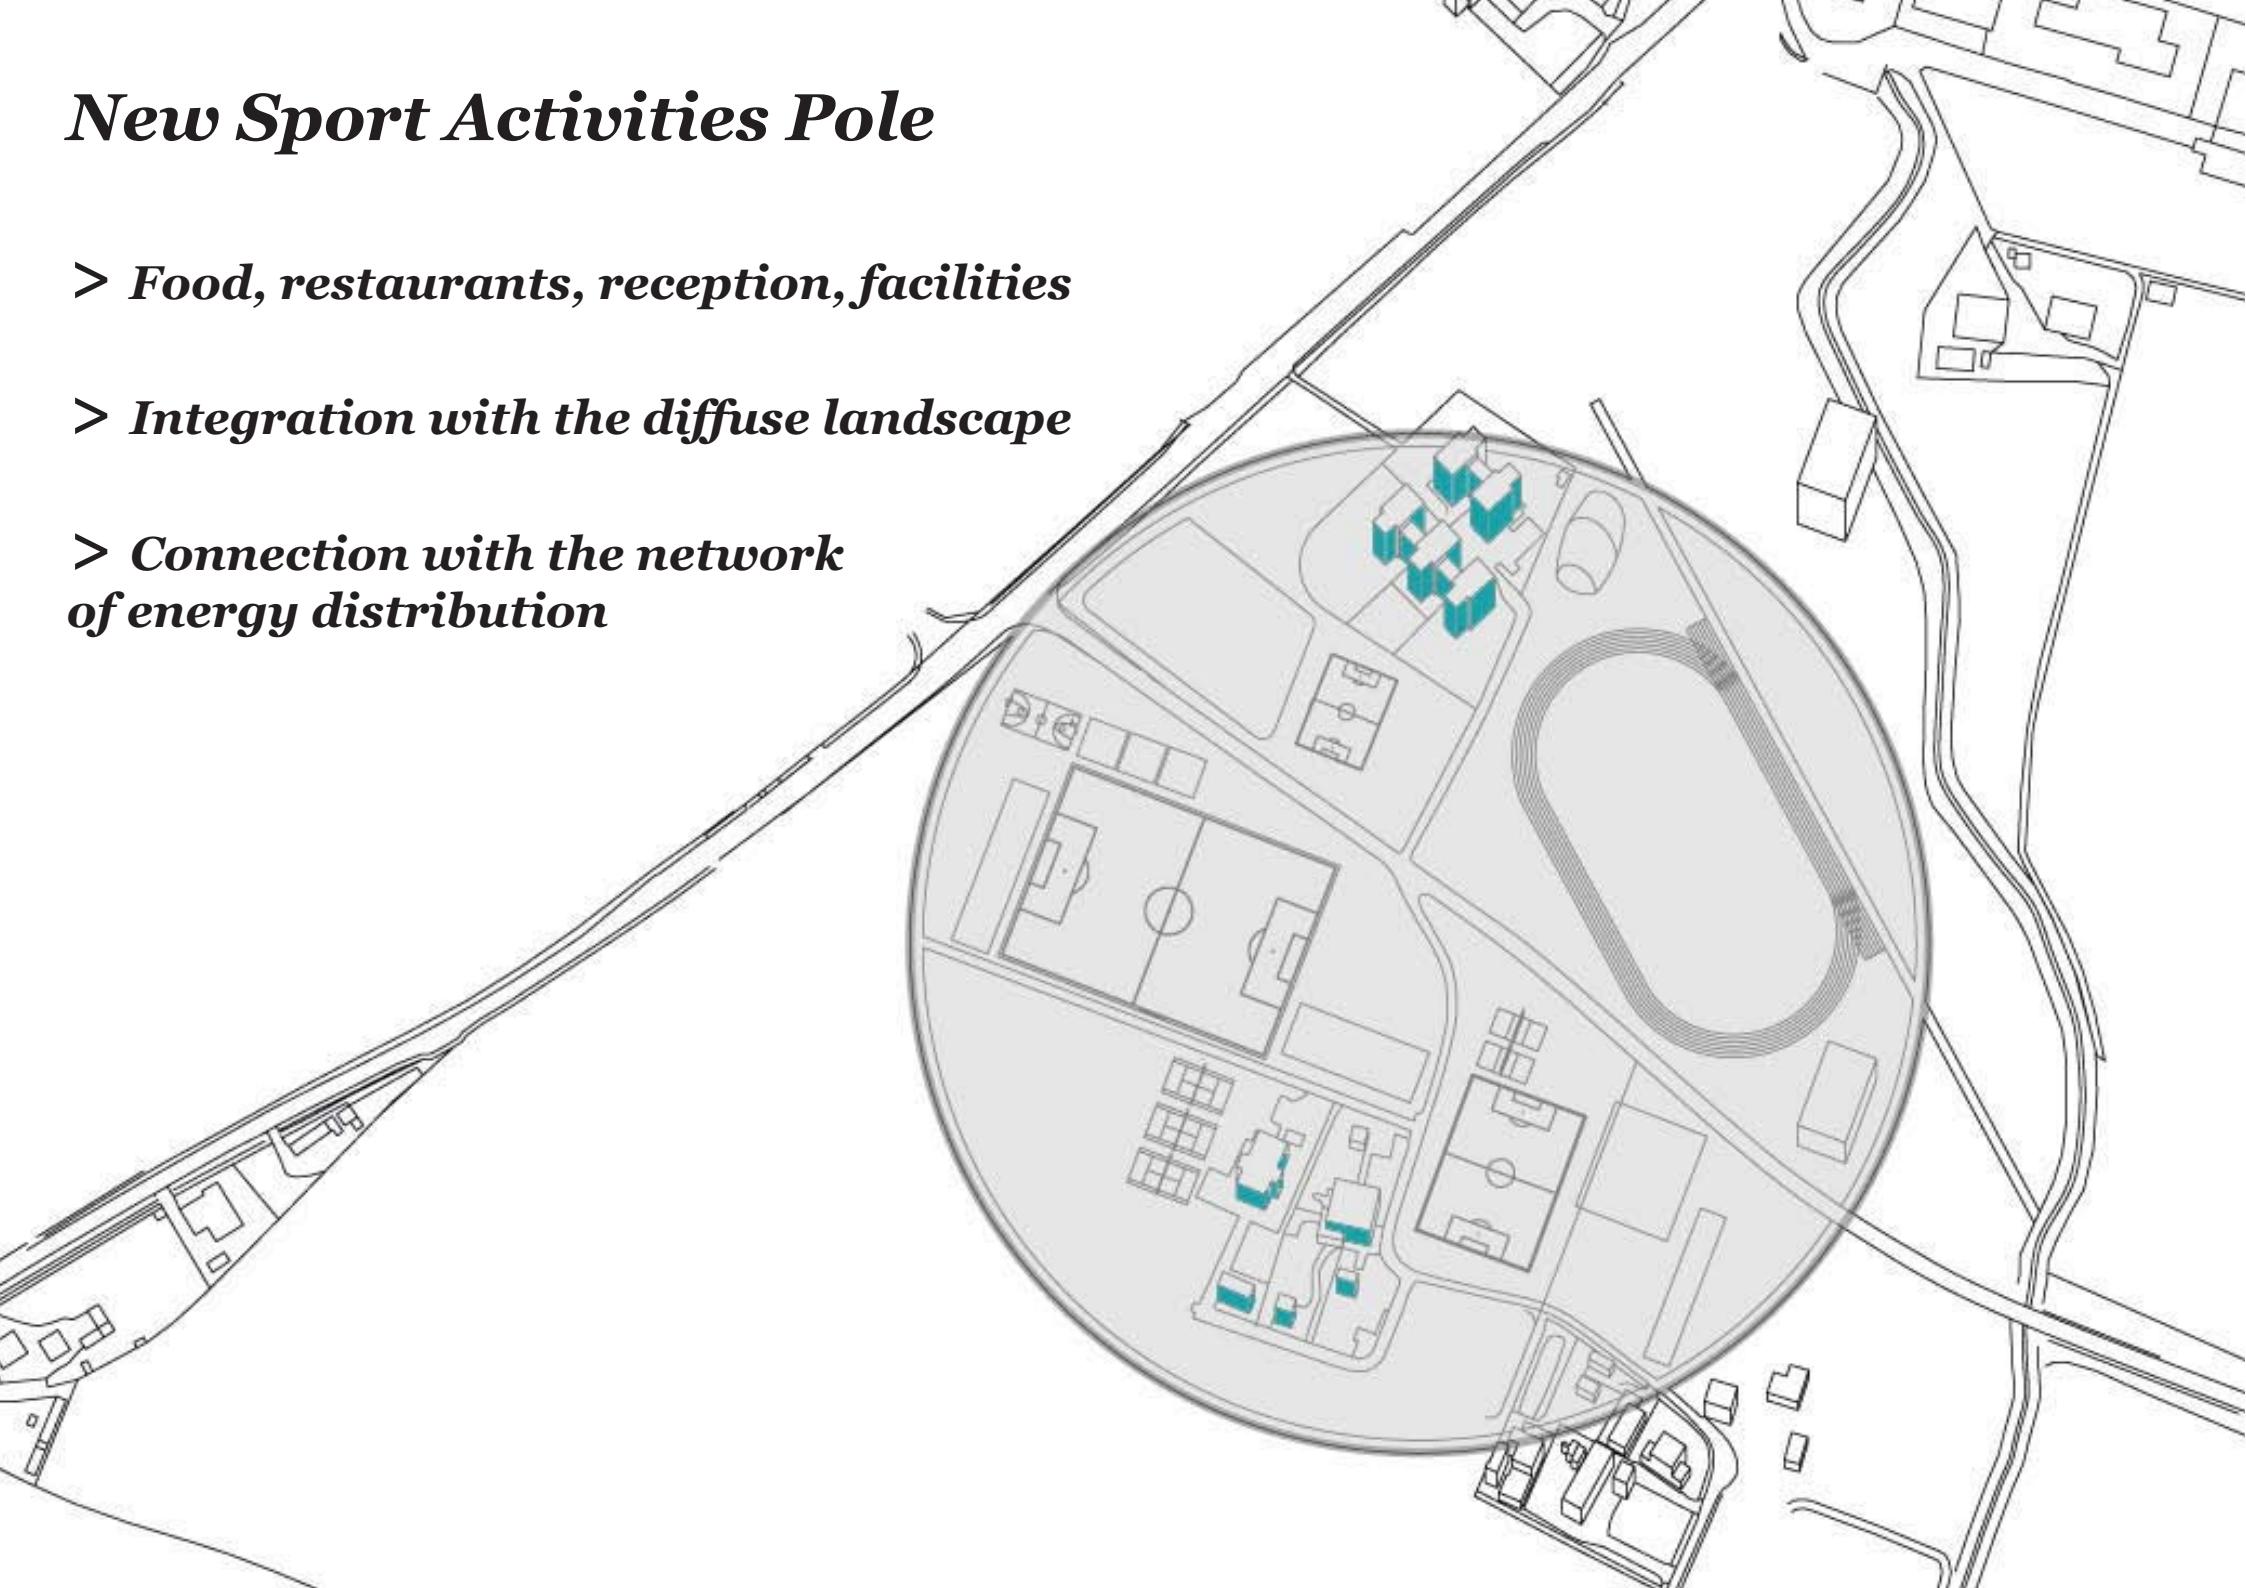 New Sport Activities Pole
> Food, restaurants, reception, facilities
> Integration with the diffuse landscape
> Connection with the network
of energy distribution